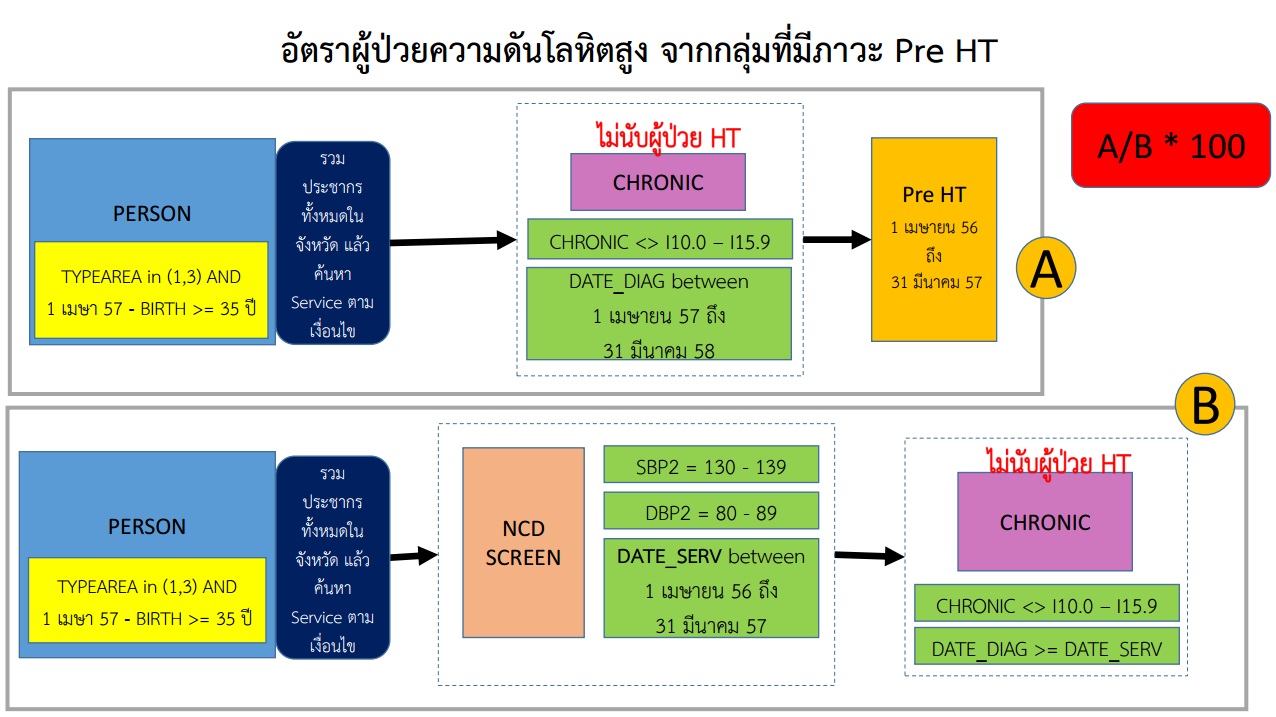 อัตราผู้ป่วยความดันโลหิตสูง จากกลุ่มที่มีภาวะ Pre HT
A/B * 100
PERSON
TYPEAREA in (1,3) AND
1 เมษา 57 - BIRTH >= 35 ปี
รวม
ประชากร
ทั้งหมดใน
จังหวัด แล้ว
ค้นหา
Service ตาม
เงื่อนไข
ไม่นับผู้ป่วย HT
CHRONIC
CHRONIC <> I10.0 – I15.9
DATE_DIAG between
1 เมษายน 57 ถึง
31 มีนาคม 58
Pre HT
1 เมษายน 56
ถึง
31 มีนาคม 57
A
B
PERSON
TYPEAREA in (1,3) AND
1 เมษา 57 - BIRTH >= 35 ปี
รวม
ประชากร
ทั้งหมดใน
จังหวัด แล้ว
ค้นหา
Service ตาม
เงื่อนไข
NCD
SCREEN
SBP2 = 130 - 139
DBP2 = 80 - 89
DATE_SERV between
1 เมษายน 56 ถึง
31 มีนาคม 57
ไม่นับผู้ป่วย HT
CHRONIC
CHRONIC <> I10.0 – I15.9
DATE_DIAG >= DATE_SERV